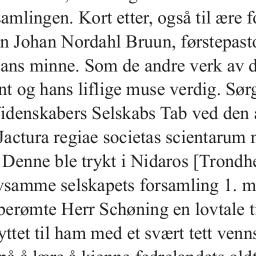 samlingen. Kort etter, også til ære fo
n Johan Nordahl Bruun, førstepasto
ans minne. Som de andre verk av d
nt og hans liflige muse verdig. Sørg
idenskabers Selskabs Tab ved den a
Jactura regiae societas scientarum n
Denne ble trykt i Nidaros [Trondhe
vsamme selskapets forsamling 1. m
berømte Herr Schøning en lovtale ti
yttet til ham med et svært tett venns